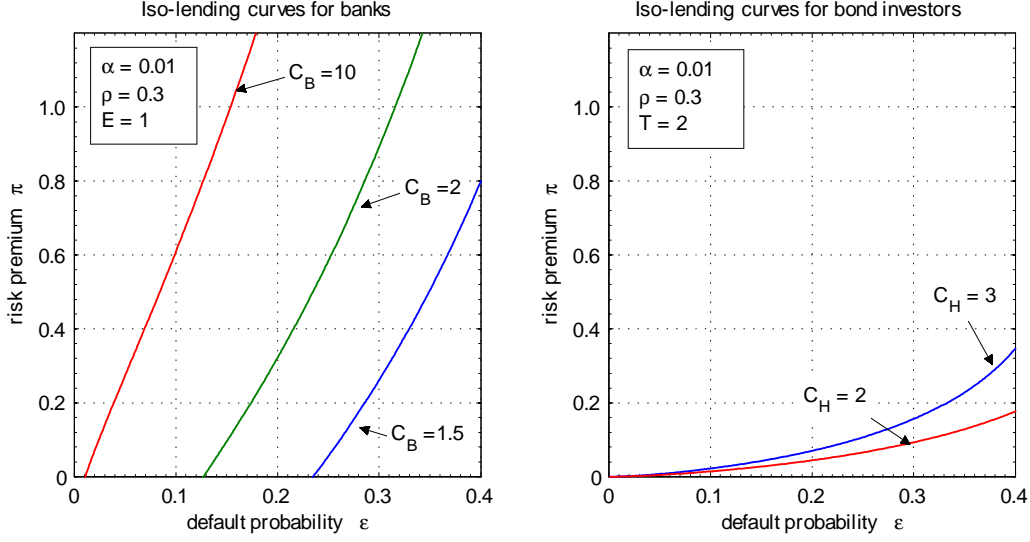 Iso-lending curves for banks
α = 0.01
ρ = 0.3
E = 1
C_B =10
C_B =2
C_B =1.5
risk premium π
1.0
0.8
0.6
0.4
0.2
0
0 0.1 0.2 0.3 0.4
default probability ε
Iso-lending curves for bond investors
α = 0.01
ρ = 0.3
T = 2
C_H = 3
C_H = 2
risk premium π
1.0
0.8
0.6
0.4
0.2
0
0 0.1 0.2 0.3 0.4
default probability ε